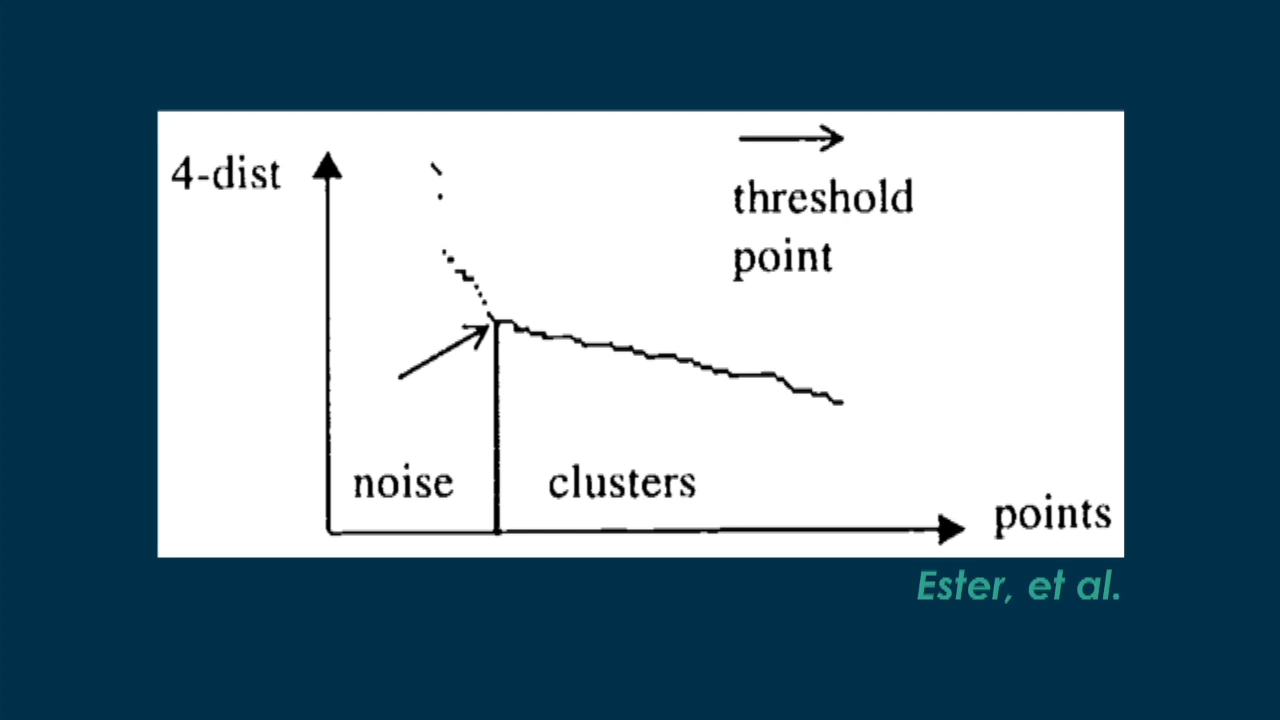 4-dist
threshold
point
noise
clusters
points
Ester, et al.